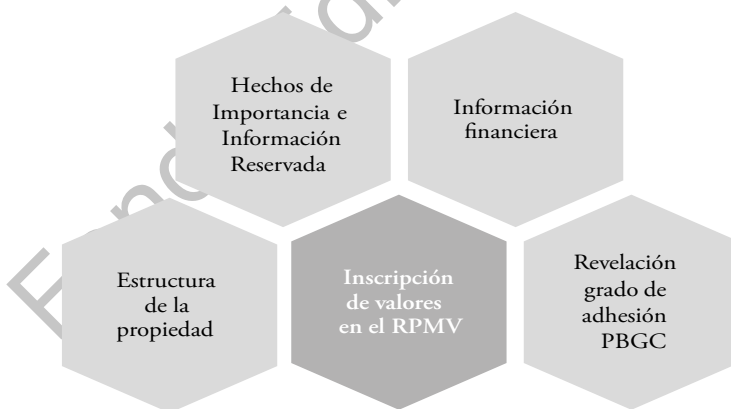 Hechos de
Importancia e
Información
Reservada
Información
financiera
Estructura
de la
propiedad
Inscripción
de valores
en el RPMV
Revelación
grado de
adhesión
PBGC